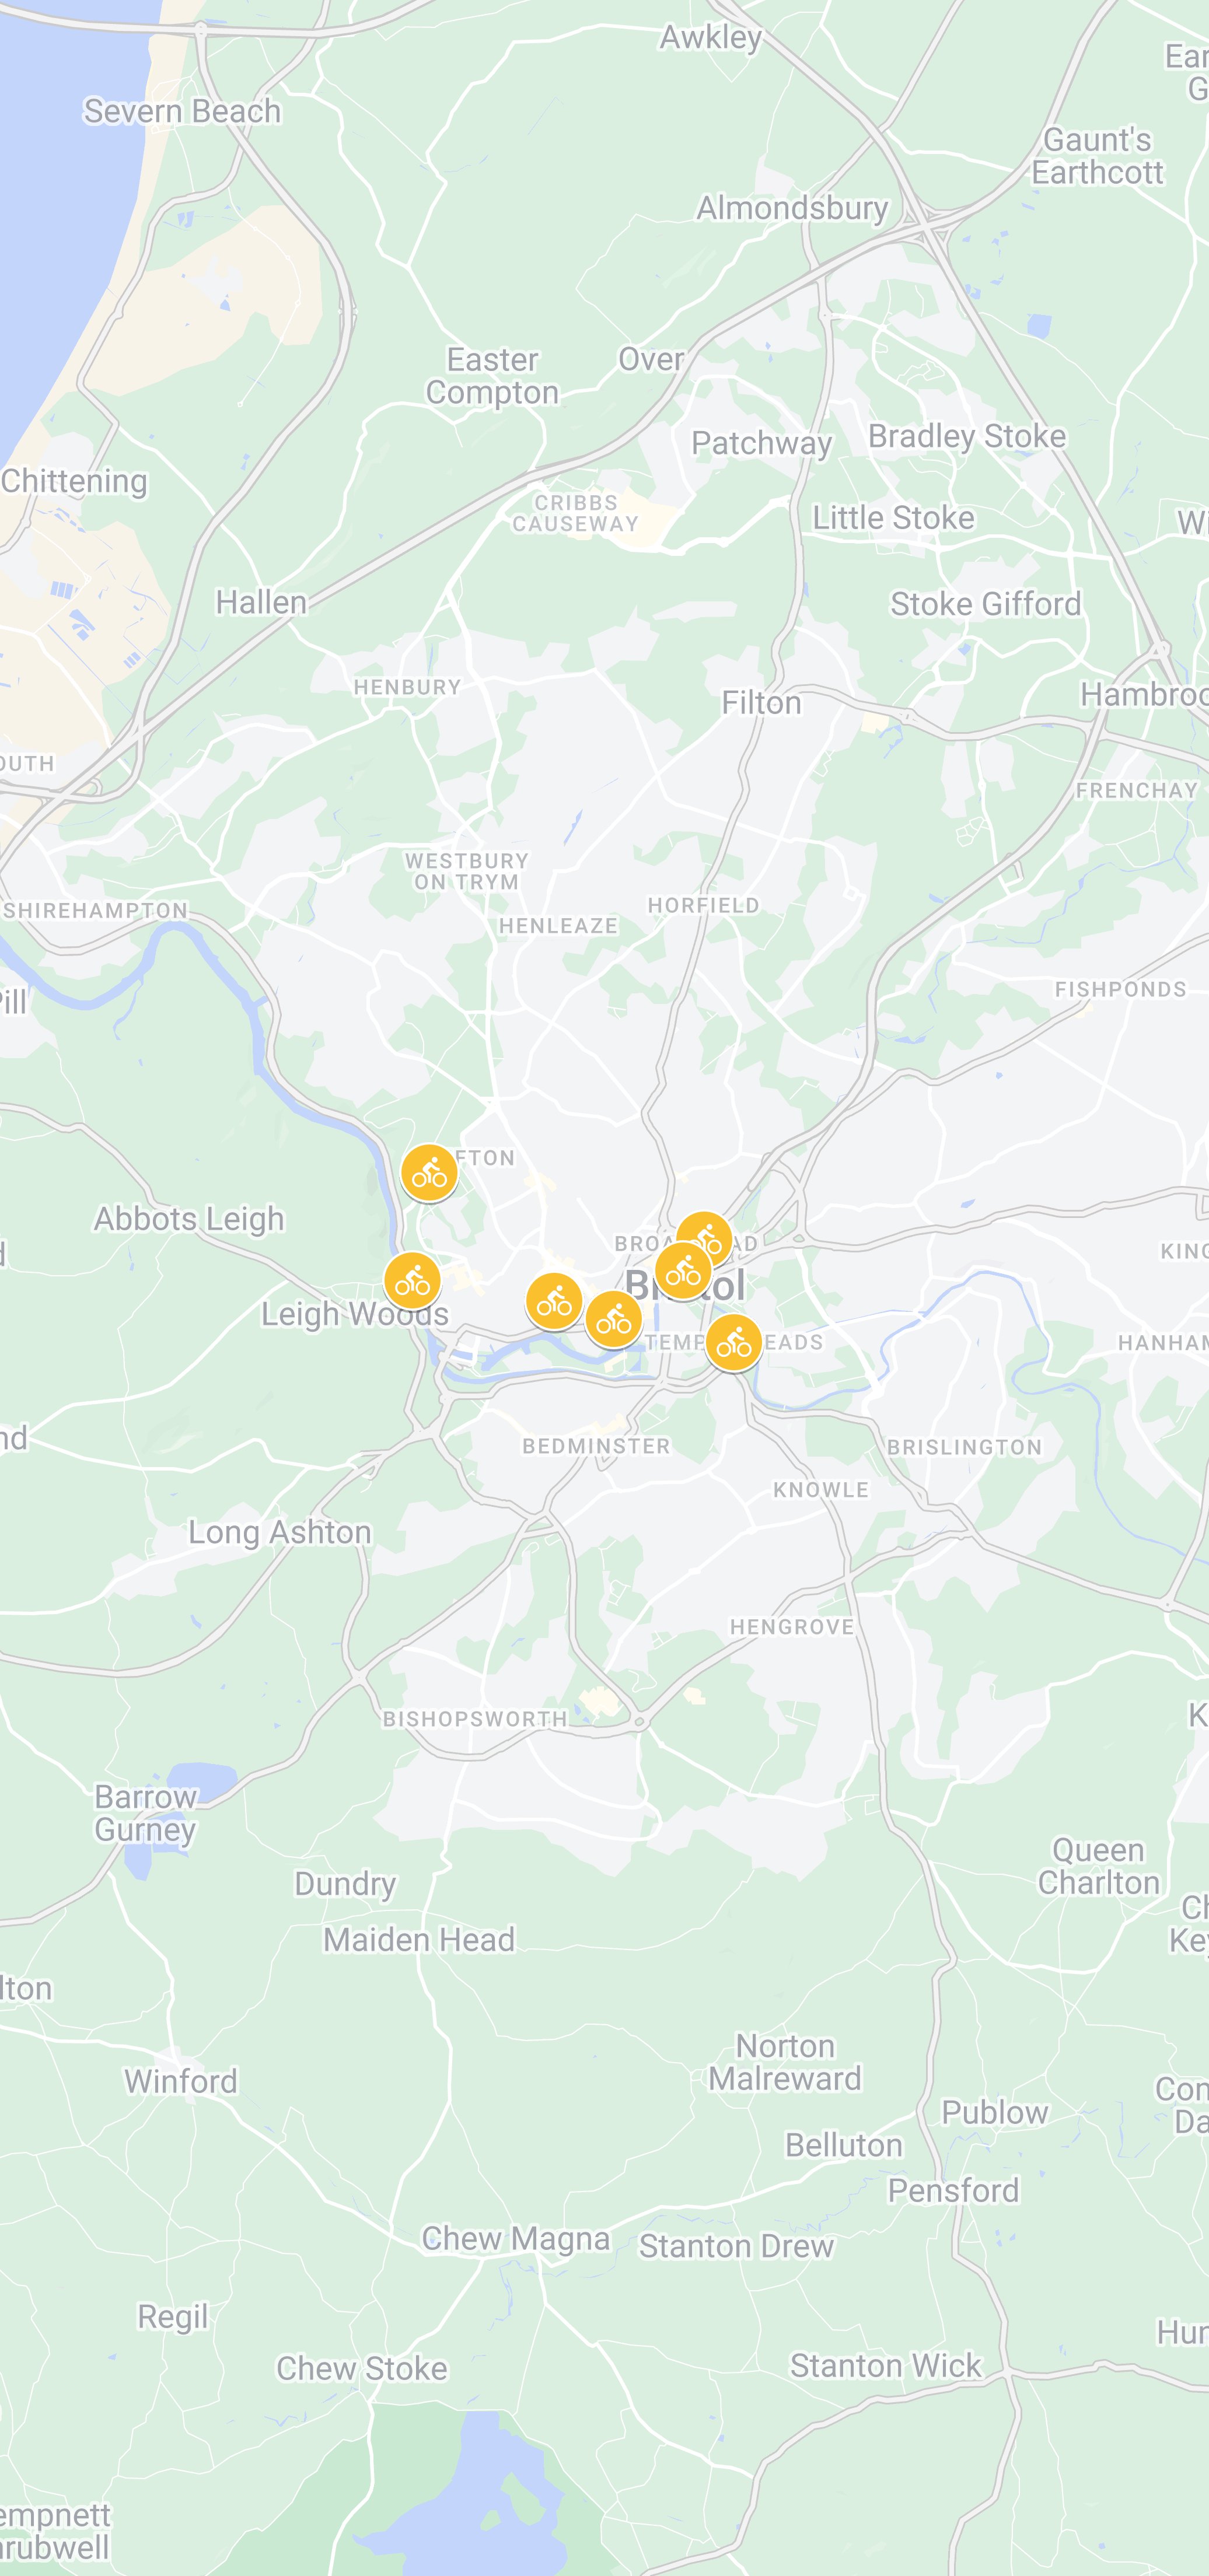 Awkley
Ear
G
Severn Beach
Gaunt's
Earthcott
Almondsbury
Easter
Compton
Over
Patchway
Bradley Stoke
Chittening
CRIBBS
CAUSEWAY
Little Stoke
Wi
Hallen
Stoke Gifford
HENBURY
Filton
Hambroo
OUTH
FRENCHAY
WESTBURY
ON TRYM
SHIREHAMPTON
HENLEAZE
HORFIELD
FISHPONDS
Pill
FTON
Abbots Leigh
BROA AD
KING
Leigh Woods
B tol
TEMP EADS
HANHAM
nd
BEDMINSTER
BRISLINGTON
KNOWLE
Long Ashton
HENGROVE
BISHOPSWORTH
K
Barrow
Gurney
Queen
Charlton
Dundry
Ch
Key
Maiden Head
lton
Norton
Malreward
Winford
Con
Da
Publow
Belluton
Pensford
Chew Magna
Stanton Drew
Regil
Hun
Chew Stoke
Stanton Wick
empnett
hrubwell